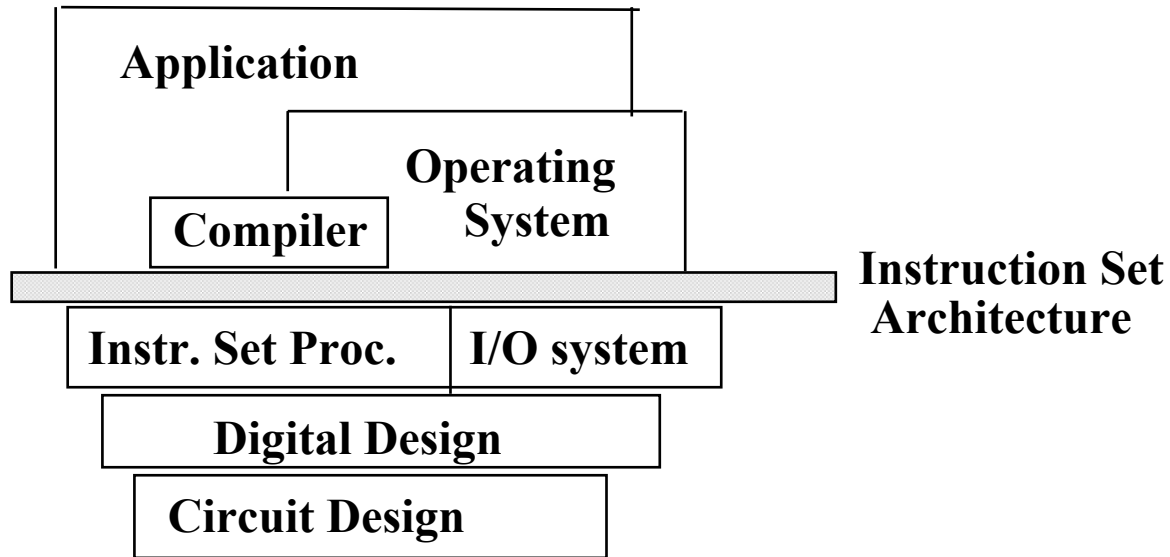 Application
Operating
System
Compiler
Instruction Set
Architecture
Instr. Set Proc.
I/O system
Digital Design
Circuit Design